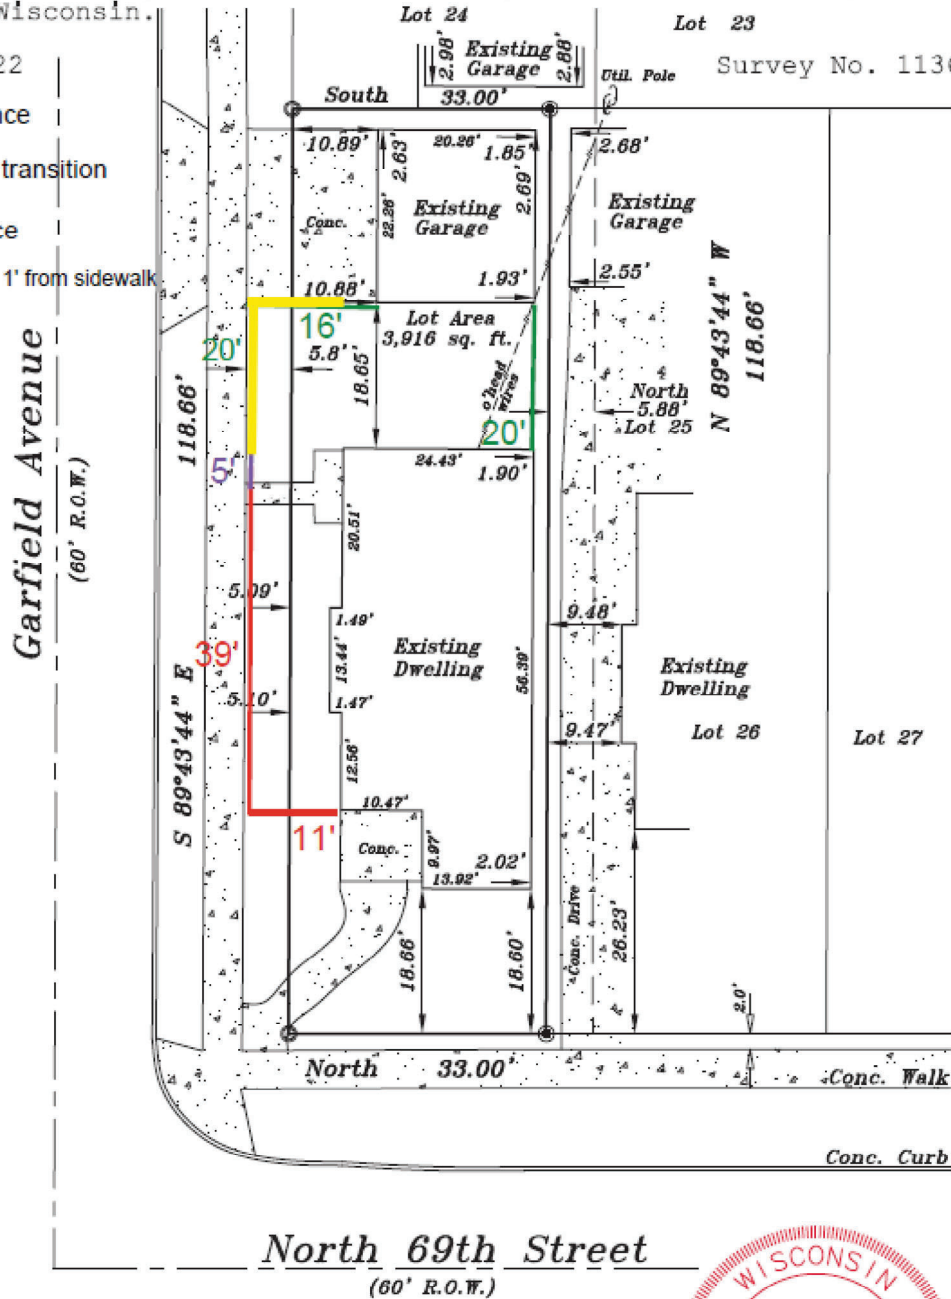 Wisconsin.
Lot 24
Lot 23
22
2.98'
Existing
Garage
2.88'
Util. Pole
Survey No. 1136
South
33.00'
nce
10.89'
2.63'
20.26'
1.85'
2.68'
transition
2.69'
22.26'
Conc.
Existing
Garage
Existing
Garage
ce
1' from sidewalk
10.88'
1.93'
2.55'
16'
Lot Area
3,916 sq. ft.
20'
5.8'
18.65'
o'head
wires
N 89°43'44" W
118.66'
North
5.88'
Lot 25
118.66'
20'
24.43'
1.90'
5'
Garfield Avenue
(60' R.O.W.)
20.51'
5.09'
1.49'
9.48'
39'
13.44'
Existing
Dwelling
56.39'
Existing
Dwelling
5.10'
1.47'
9.47'
Lot 26
Lot 27
S 89°43'44" E
12.56'
10.47'
11'
Conc.
9.97'
2.02'
13.92'
18.66'
18.60'
Conc. Drive
26.23'
2.0'
North
33.00'
Conc. Walk
Conc. Curb
North 69th Street
(60' R.O.W.)
WISCONSIN